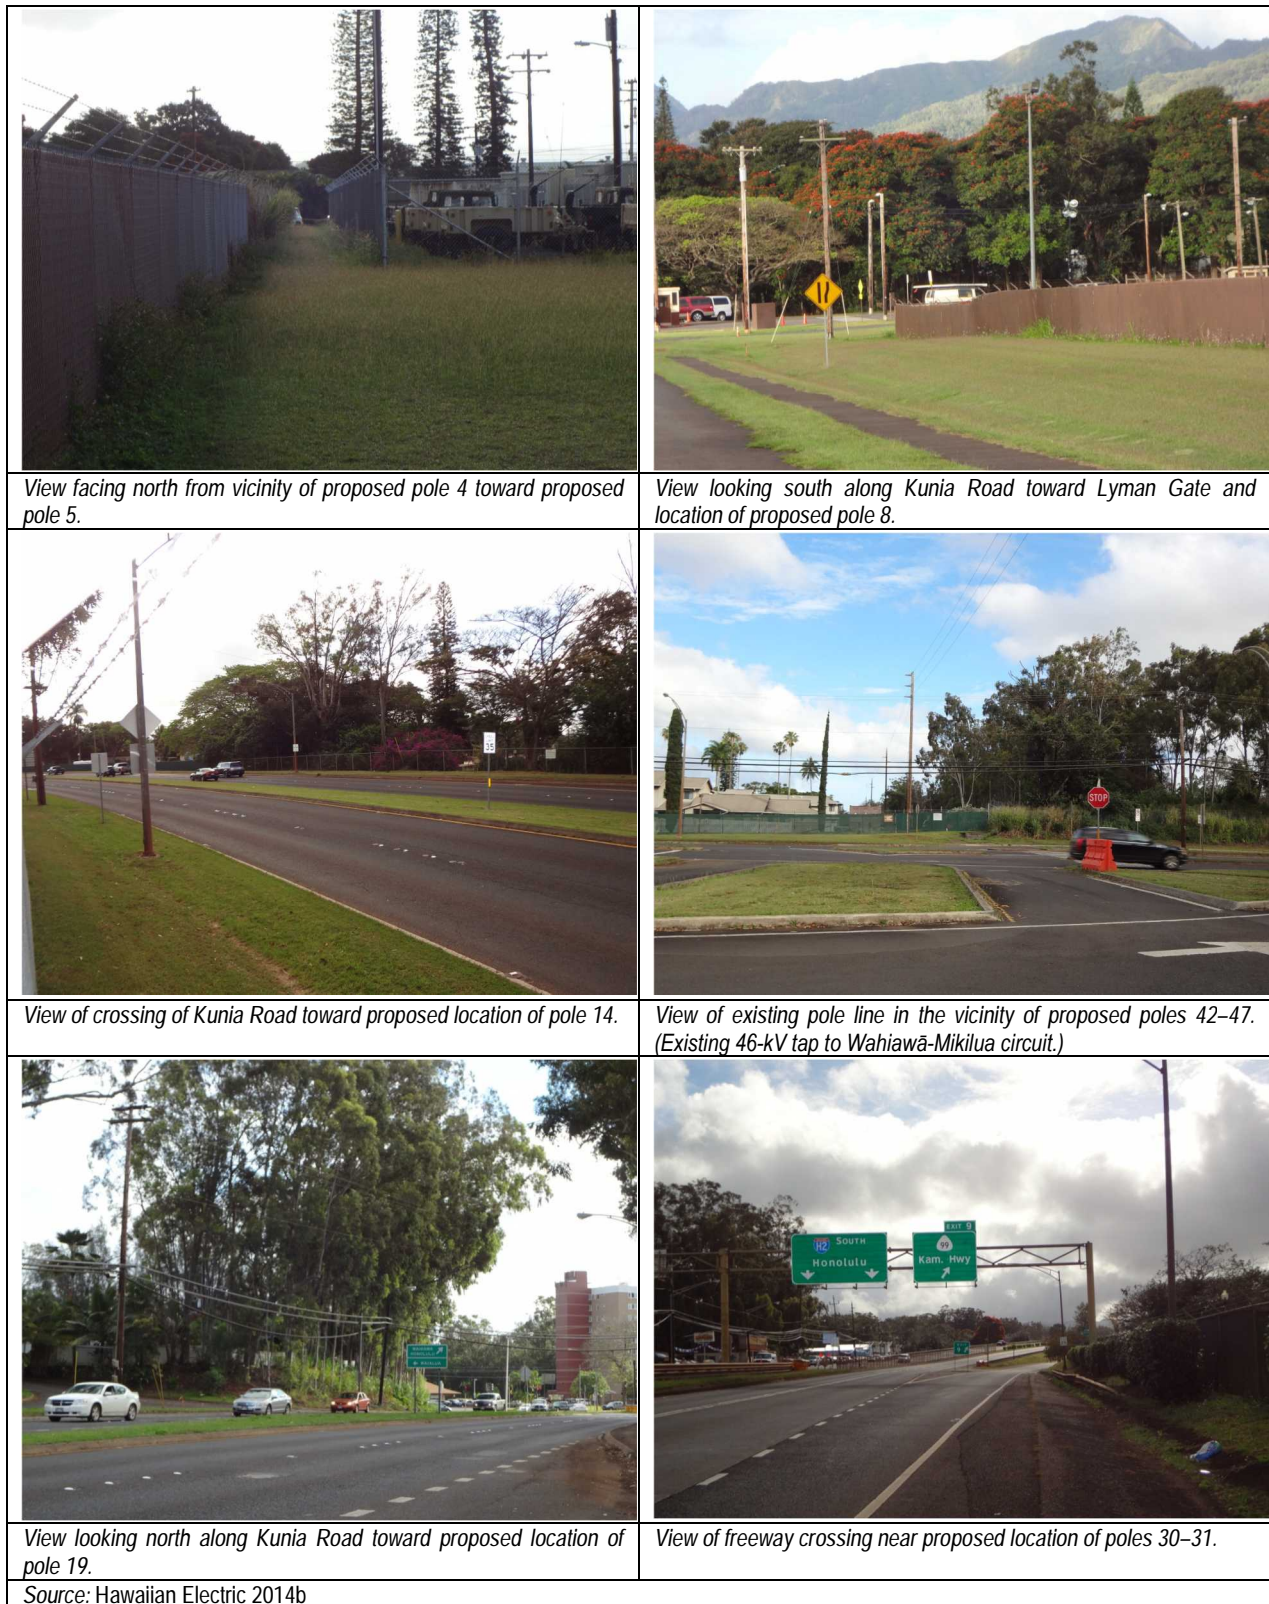 View facing north from vicinity of proposed pole 4 toward proposed
pole 5.
View looking south along Kunia Road toward Lyman Gate and
location of proposed pole 8.
35
STOP
View of crossing of Kunia Road toward proposed location of pole 14.
View of existing pole line in the vicinity of proposed poles 42–47.
(Existing 46-kV tap to Wahiawā-Mikilua circuit.)
EXIT 9
H2 SOUTH
Honolulu
99
Kam. Hwy
WAHIAWA
HONOLULU
WAIALUA
View looking north along Kunia Road toward proposed location of
pole 19.
View of freeway crossing near proposed location of poles 30–31.
Source: Hawaiian Electric 2014b